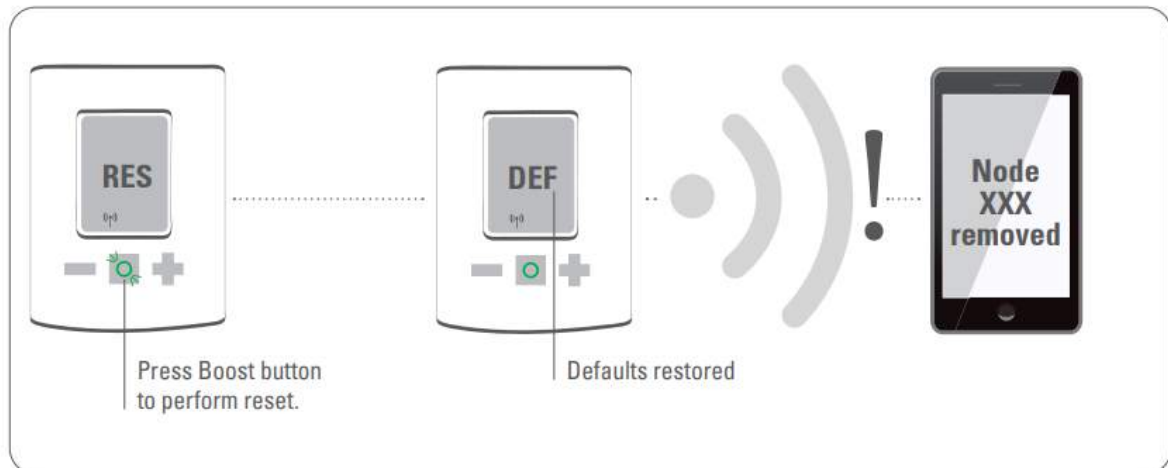 RES
DEF
Node
XXX
removed
Press Boost button
to perform reset.
Defaults restored